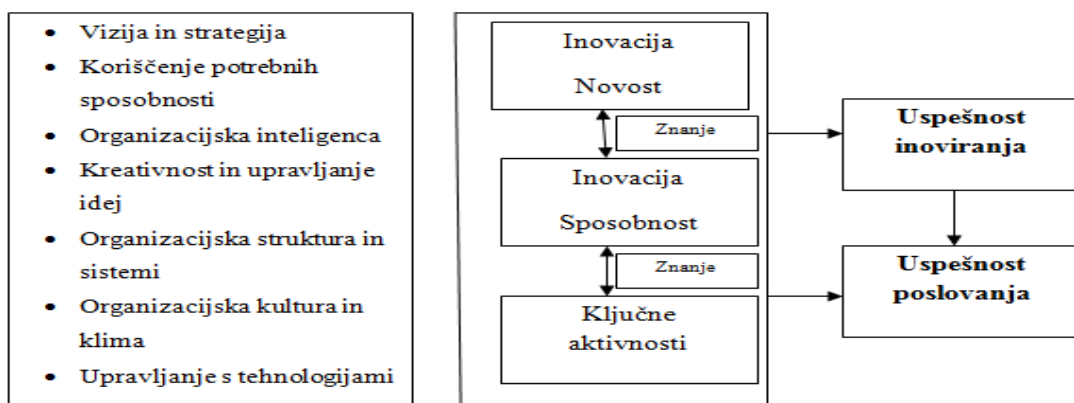 • Vizija in strategija
• Koriščenje potrebnih
sposobnosti
• Organizacijska inteligenca
• Kreativnost in upravljanje
idej
• Organizacijska struktura in
sistemi
• Organizacijska kultura in
klima
• Upravljanje s tehnologijami
Inovacija
Novost
Znanje
Inovacija
Sposobnost
Znanje
Ključne
aktivnosti
Uspešnost
inoviranja
Uspešnost
poslovanja